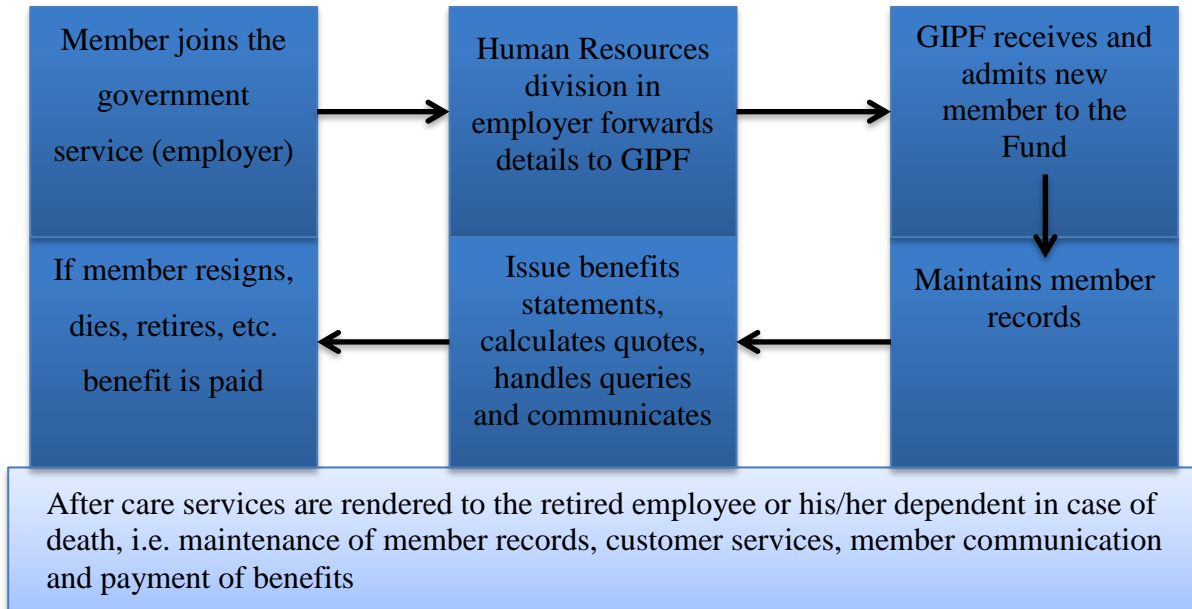 Member joins the
government
service (employer)
Human Resources
division in
employer forwards
details to GIPF
GIPF receives and
admits new
member to the
Fund
Maintains member
records
Issue benefits
statements,
calculates quotes,
handles queries
and communicates
If member resigns,
dies, retires, etc.
benefit is paid
After care services are rendered to the retired employee or his/her dependent in case of
death, i.e. maintenance of member records, customer services, member communication
and payment of benefits